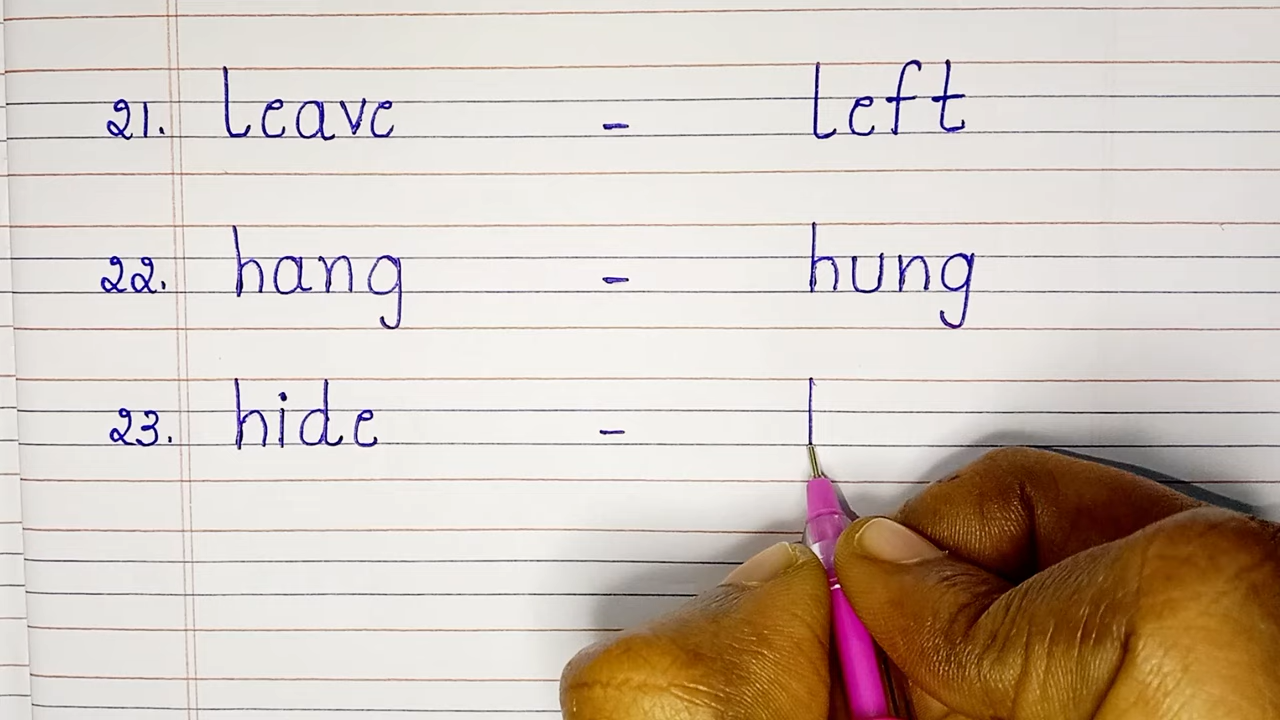 21. leave - left
22. hang - hung
23. hide -